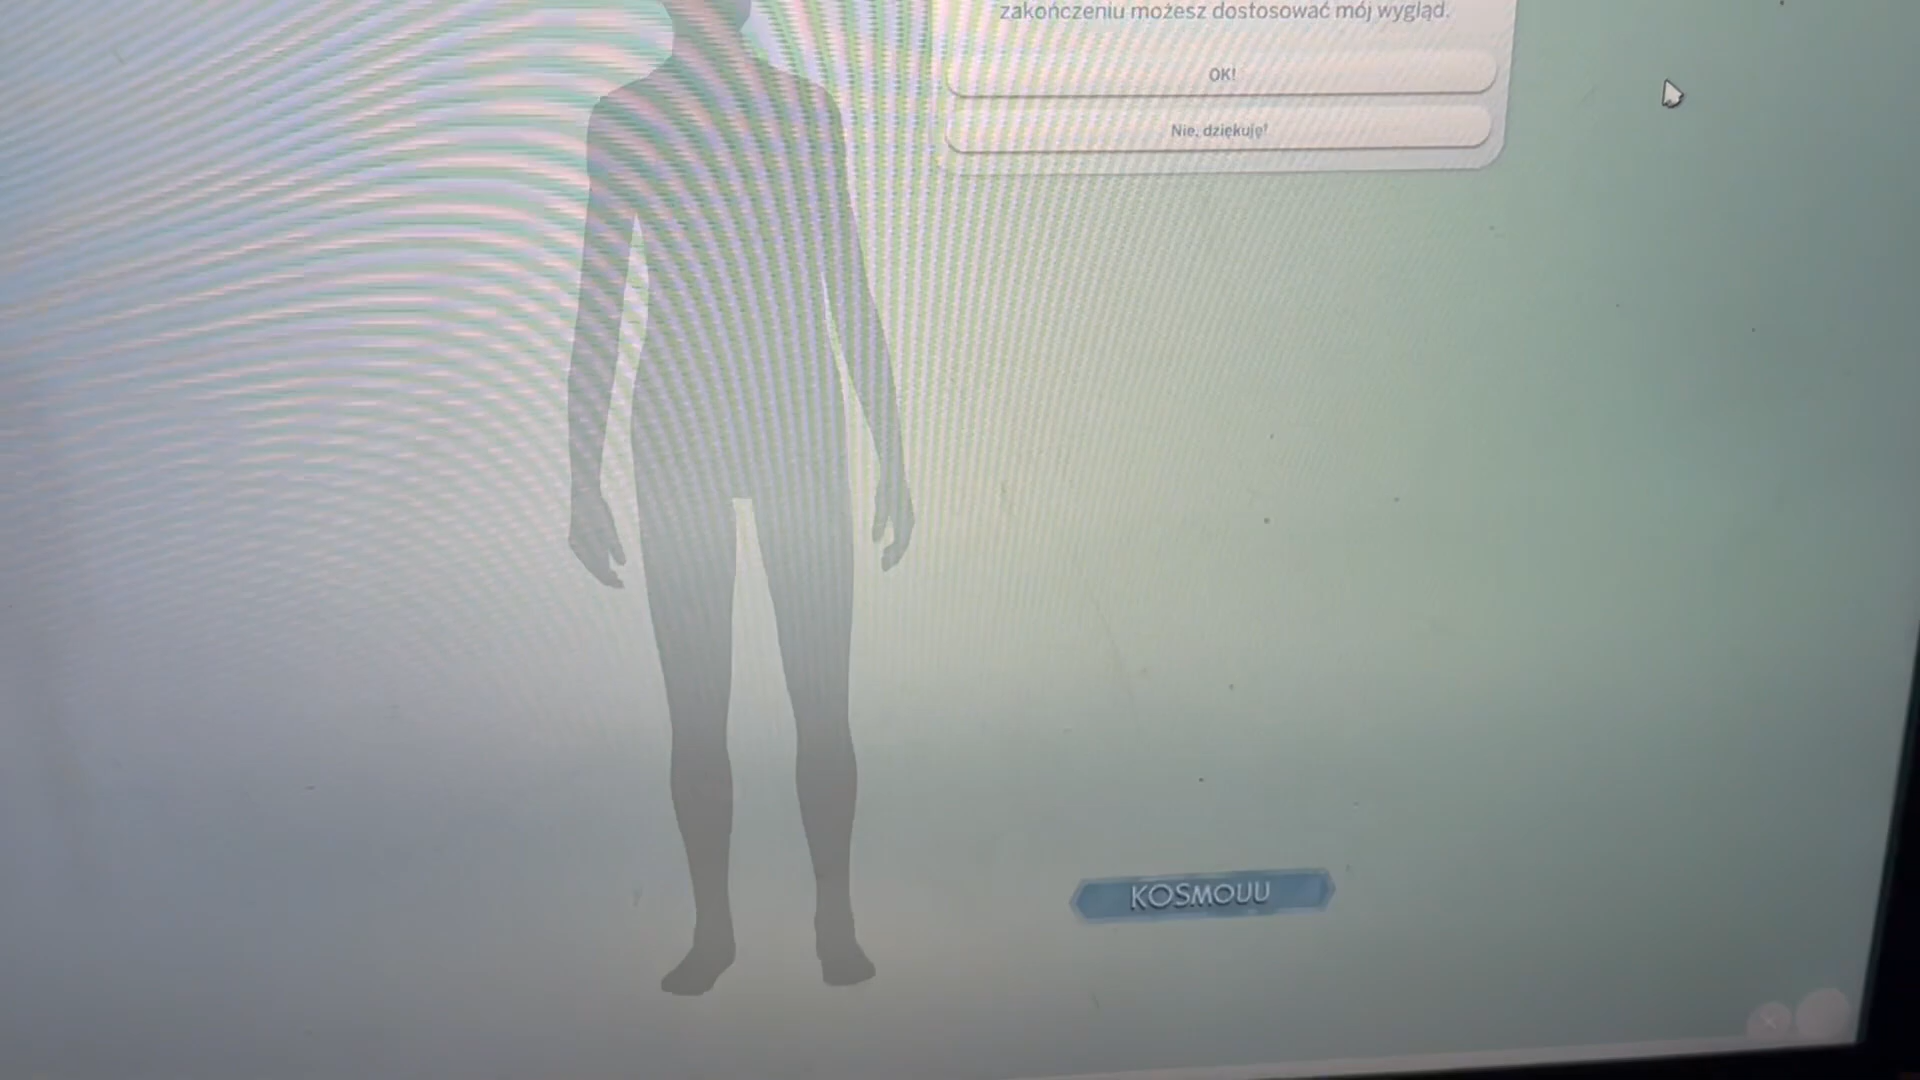 zakończeniu możesz dostosować mój wygląd.
OK!
Nie, dziękuję!
KOSMOUU